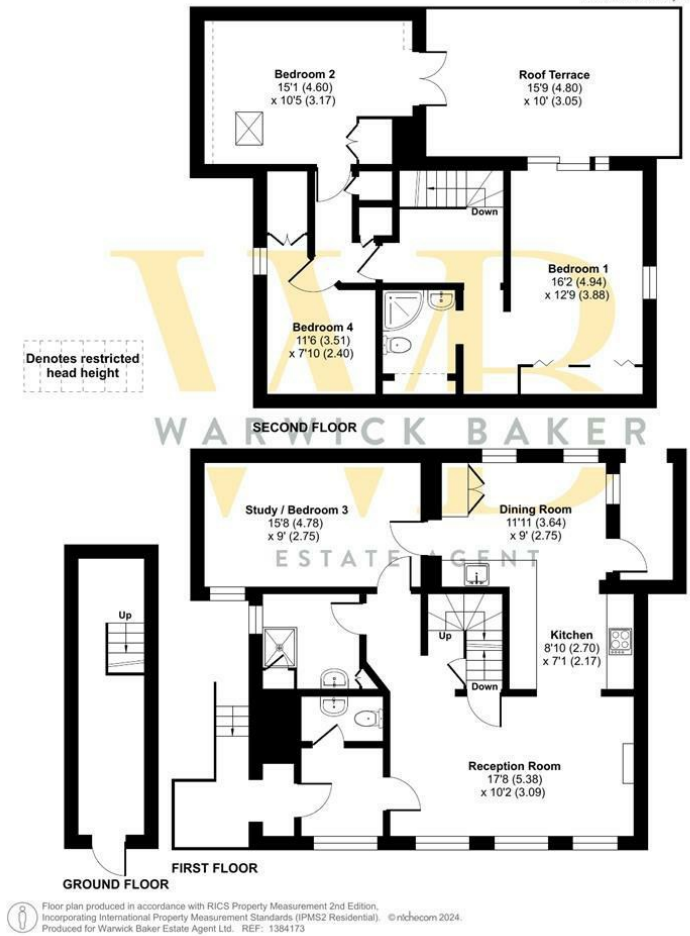 Bedroom 2
15'1 (4.60)
x 10'5 (3.17)
Roof Terrace
15'9 (4.80)
x 10' (3.05)
Down
Bedroom 1
16'2 (4.94)
x 12'9 (3.88)
Bedroom 4
11'6 (3.51)
x 7'10 (2.40)
Denotes restricted
head height
SECOND FLOOR
WB
WARWICK BAKER
ESTATE AGENT
Study / Bedroom 3
15'8 (4.78)
x 9' (2.75)
Dining Room
11'11 (3.64)
x 9' (2.75)
Up
Up
Kitchen
8'10 (2.70)
x 7'1 (2.17)
Down
Reception Room
17'8 (5.38)
x 10'2 (3.09)
FIRST FLOOR
GROUND FLOOR
Floor plan produced in accordance with RICS Property Measurement 2nd Edition,
Incorporating International Property Measurement Standards (IPMS2 Residential). © nichecom 2024.
Produced for Warwick Baker Estate Agent Ltd. REF: 1384173